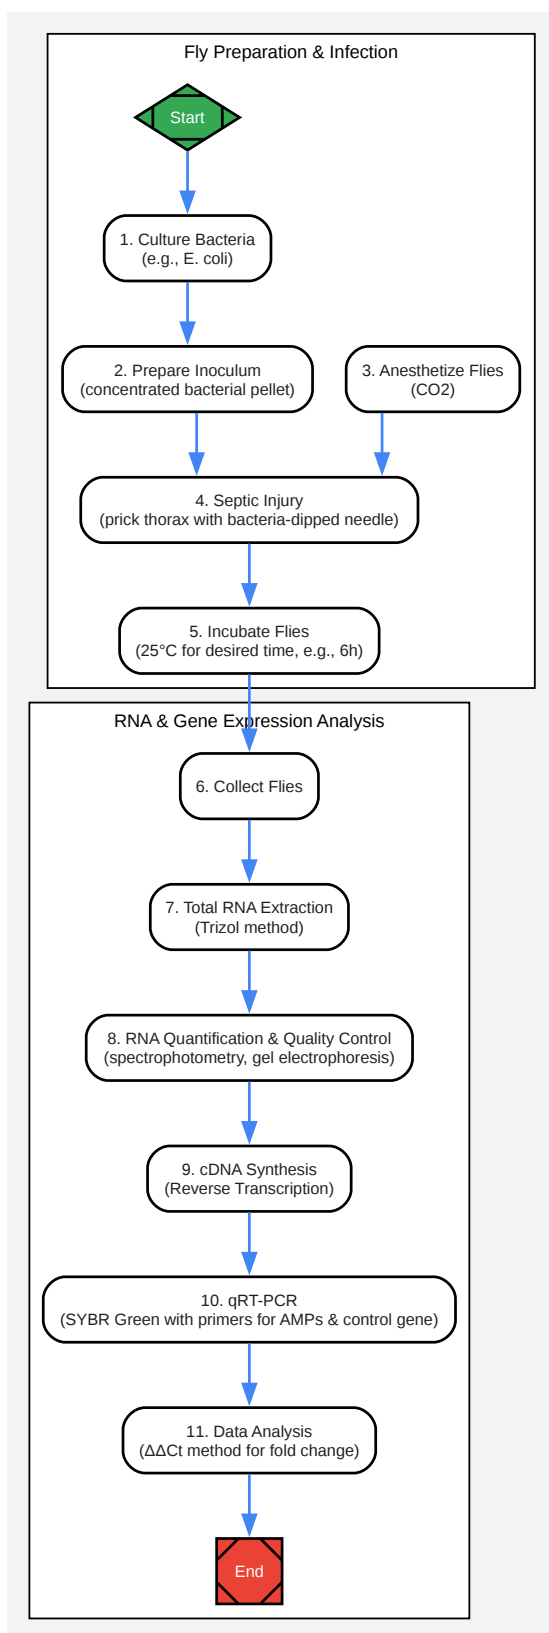 Fly Preparation & Infection
Start
1. Culture Bacteria
(e.g., E. coli)
2. Prepare Inoculum
(concentrated bacterial pellet)
3. Anesthetize Flies
(CO2)
4. Septic Injury
(prick thorax with bacteria-dipped needle)
5. Incubate Flies
(25°C for desired time, e.g., 6h)
RNA & Gene Expression Analysis
6. Collect Flies
7. Total RNA Extraction
(Trizol method)
8. RNA Quantification & Quality Control
(spectrophotometry, gel electrophoresis)
9. cDNA Synthesis
(Reverse Transcription)
10. qRT-PCR
(SYBR Green with primers for AMPs & control gene)
11. Data Analysis
(ΔΔCt method for fold change)
End